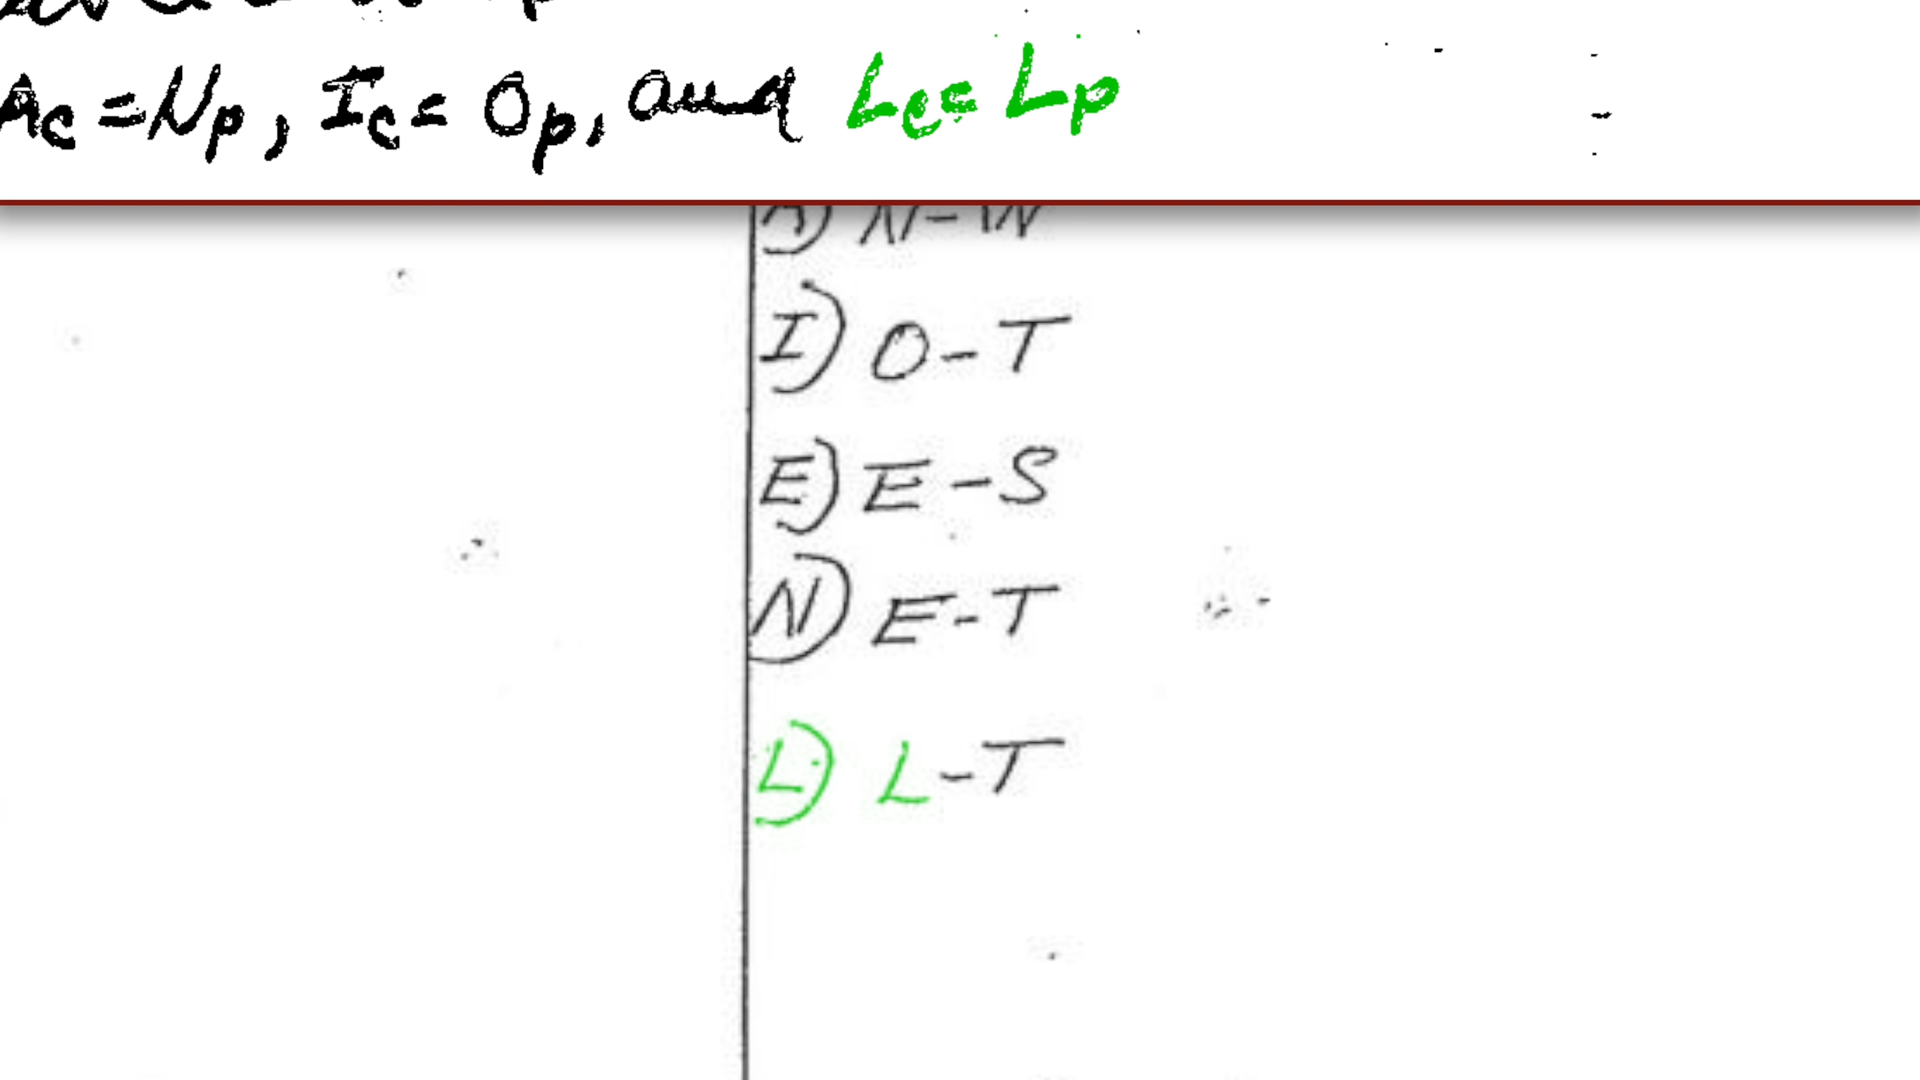 Ac = Np, Ic = Op, and Lc = Lp
I) O-T
E) E-S
N) E-T
L) L-T